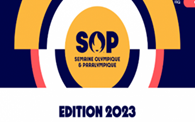 SOP
SEMAINE OLYMPIQUE
& PARALYMPIQUE
EDITION 2023